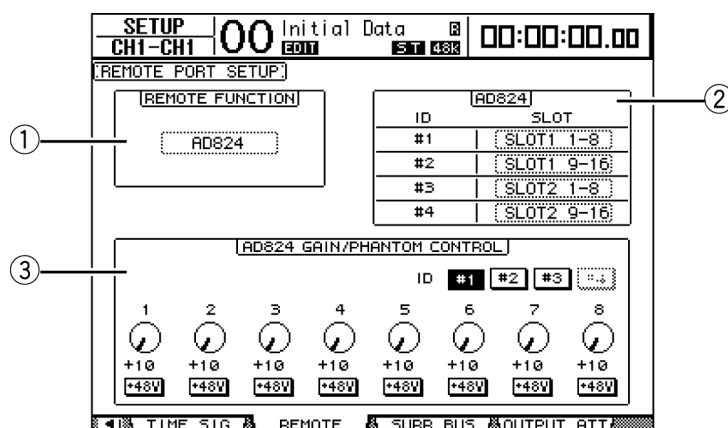 SETUP
CH1-CH1
00 Initial Data R
EDIT ST 48K
00:00:00.00
REMOTE PORT SETUP
REMOTE FUNCTION
AD824
AD824
ID SLOT
#1 SLOT1 1-8
#2 SLOT1 9-16
#3 SLOT2 1-8
#4 SLOT2 9-16
1
2
3
AD824 GAIN/PHANTOM CONTROL
ID #1 #2 #3
1 2 3 4 5 6 7 8
+10 +10 +10 +10 +10 +10 +10 +10
+48V +48V +48V +48V +48V +48V +48V +48V
TIME SIG REMOTE SURR BUS OUTPUT ATT